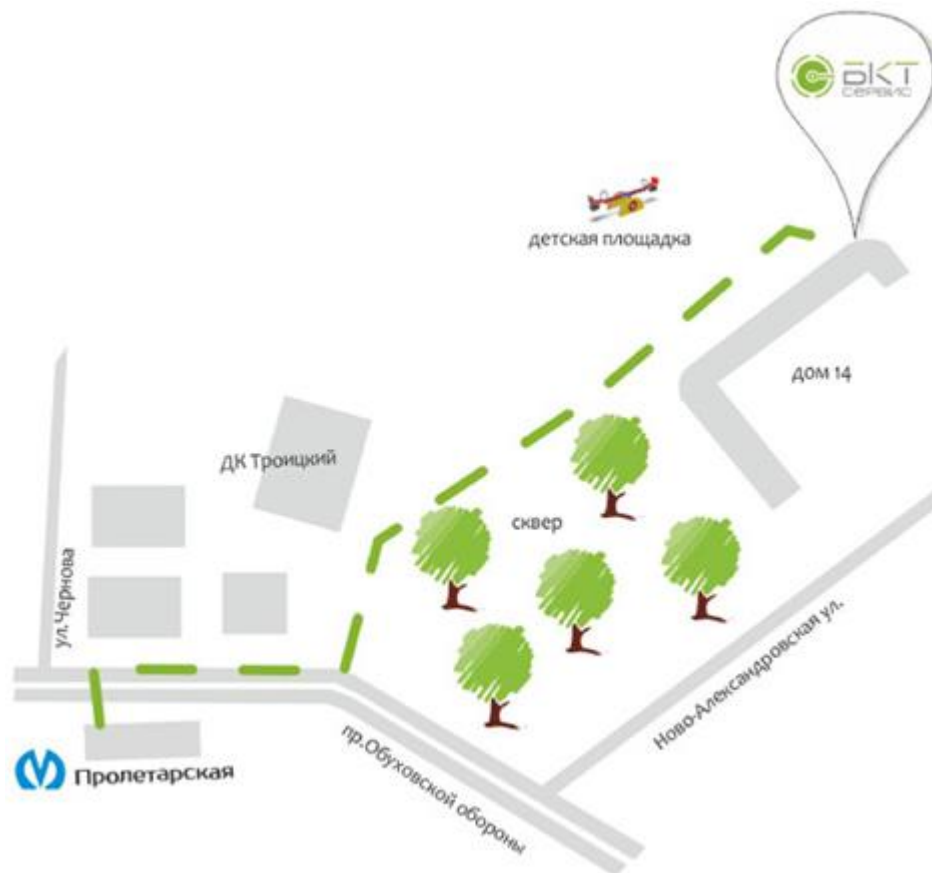 БКТ
СЕРВИС
детская площадка
дом 14
ДК Троицкий
сквер
ул.Чернова
Ново-Александровская ул.
пр.Обуховской обороны
Пролетарская